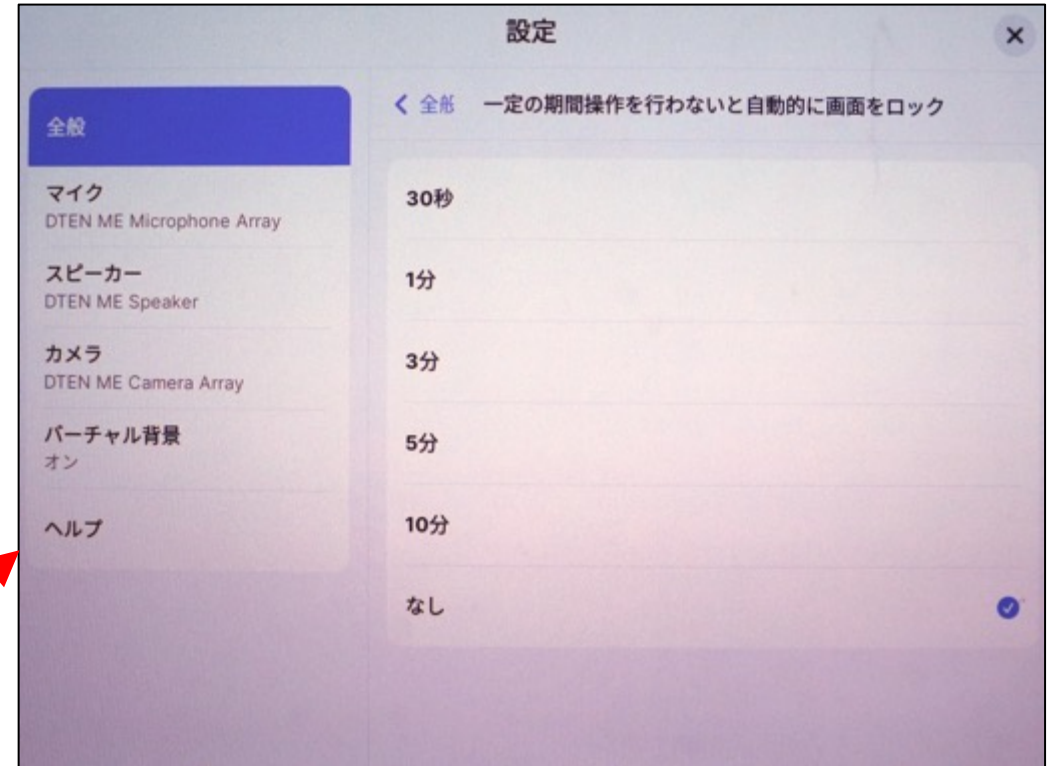 設定
全般
マイク
DTEN ME Microphone Array
スピーカー
DTEN ME Speaker
カメラ
DTEN ME Camera Array
バーチャル背景
オン
ヘルプ
全般 一定の期間操作を行わないと自動的に画面をロック
30秒
1分
3分
5分
10分
なし